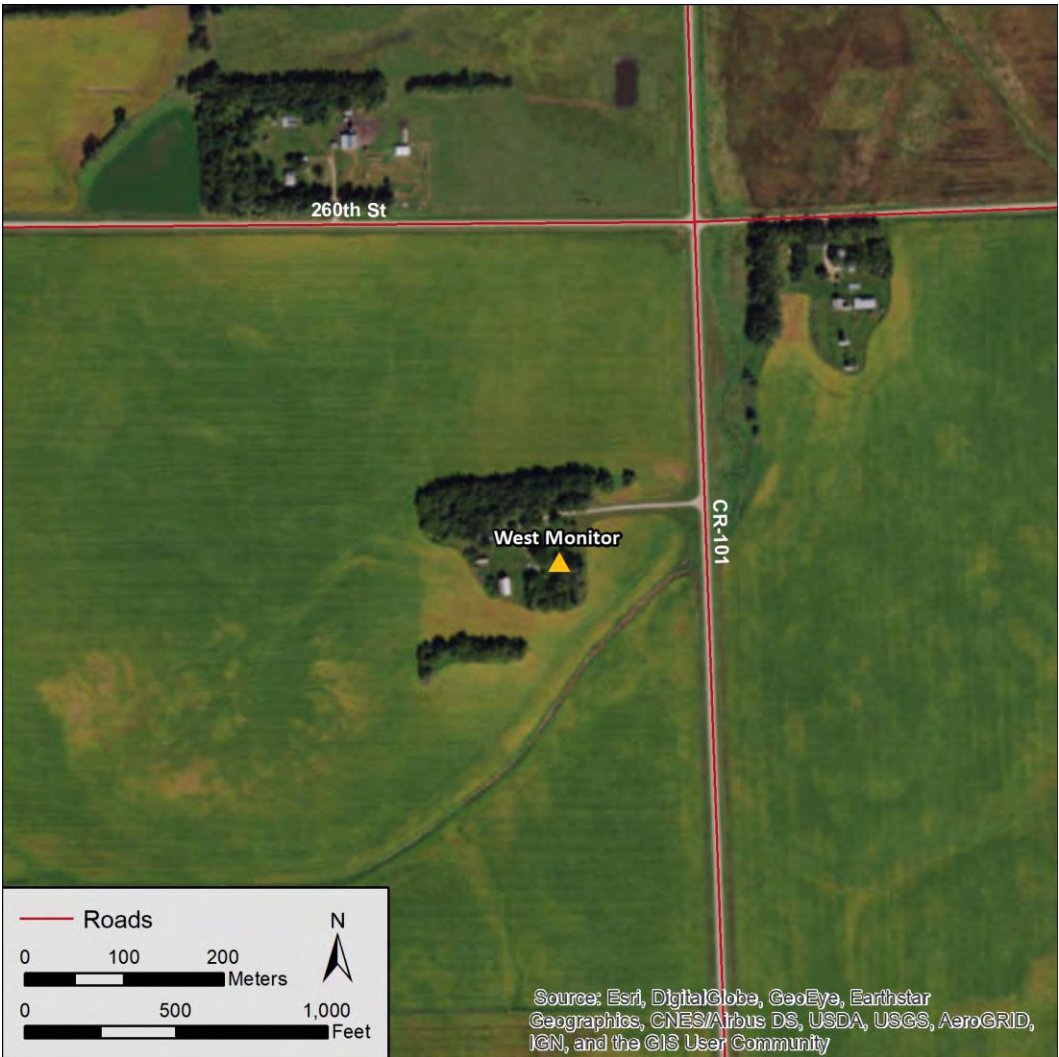 260th St
CR-101
West Monitor
Roads
N
0 100 200
Meters
0 500 1,000
Feet
Source: Esri, DigitalGlobe, GeoEye, Earthstar
Geographics, CNES/Airbus DS, USDA, USGS, AeroGRID,
IGN, and the GIS User Community